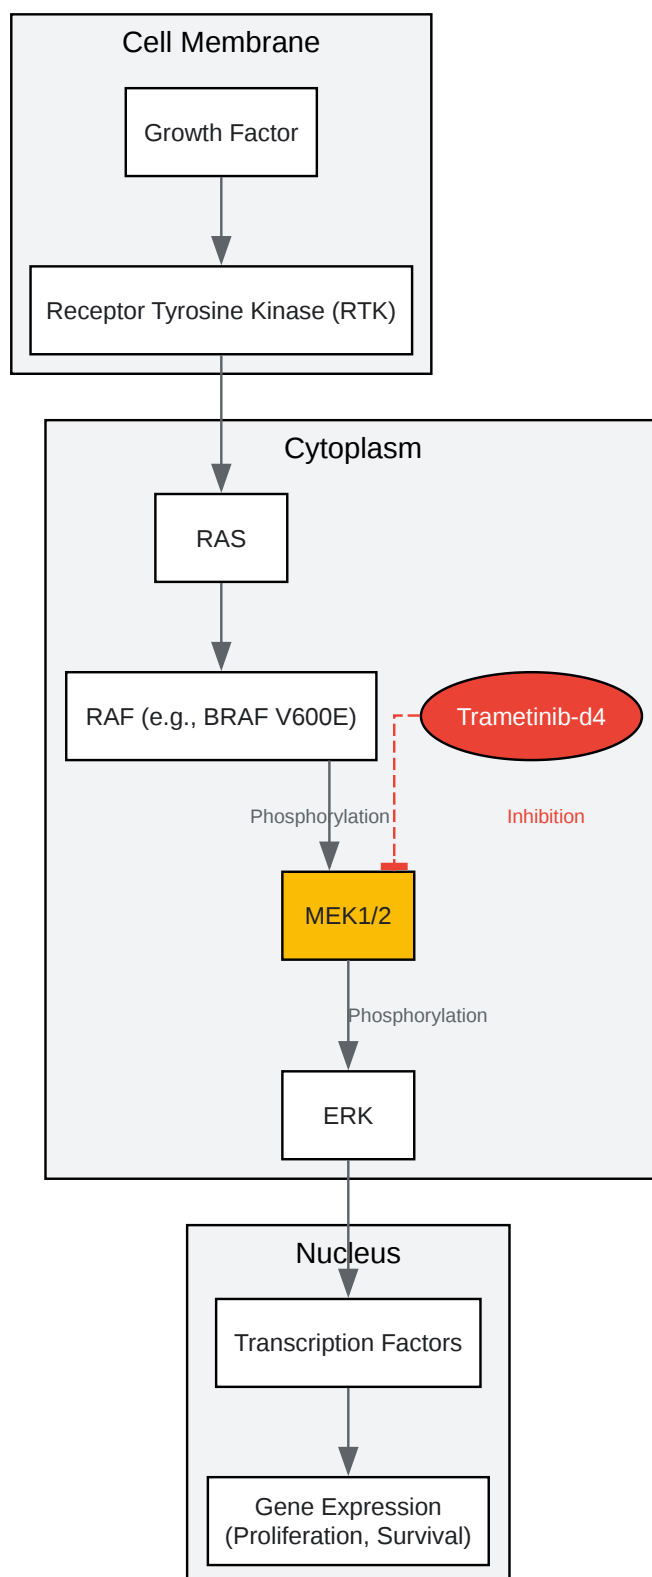 Cell Membrane
Growth Factor
Receptor Tyrosine Kinase (RTK)
Cytoplasm
RAS
RAF (e.g., BRAF V600E)
Trametinib-d4
Phosphorylation
Inhibition
MEK1/2
Phosphorylation
ERK
Nucleus
Transcription Factors
Gene Expression
(Proliferation, Survival)